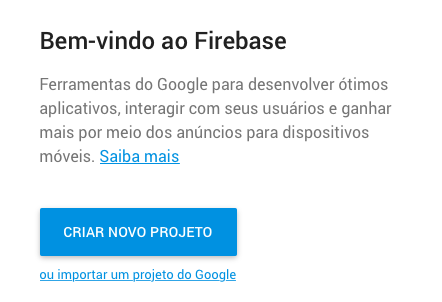 Bem-vindo ao Firebase
Ferramentas do Google para desenvolver ótimos
aplicativos, interagir com seus usuários e ganhar
mais por meio dos anúncios para dispositivos
móveis. Saiba mais
CRIAR NOVO PROJETO
ou importar um projeto do Google